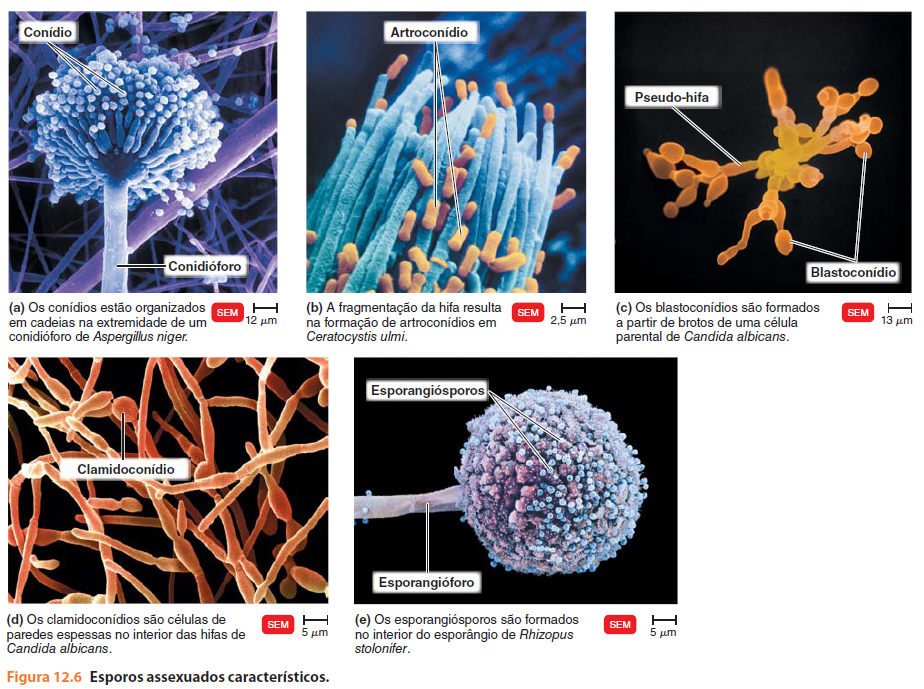 Conídio
Conidióforo
(a) Os conídios estão organizados
em cadeias na extremidade de um
conidióforo de Aspergillus niger.
SEM
12 μm
Artroconídio
(b) A fragmentação da hifa resulta
na formação de artroconídios em
Ceratocystis ulmi.
SEM
2,5 μm
Pseudo-hifa
Blastoconídio
(c) Os blastoconídios são formados
a partir de brotos de uma célula
parental de Candida albicans.
SEM
13 μm
Clamidoconídio
(d) Os clamidoconídios são células de
paredes espessas no interior das hifas de
Candida albicans.
SEM
5 μm
Esporangiósporos
Esporangióforo
(e) Os esporangiósporos são formados
no interior do esporângio de Rhizopus
stolonifer.
SEM
5 μm
Figura 12.6 Esporos assexuados característicos.